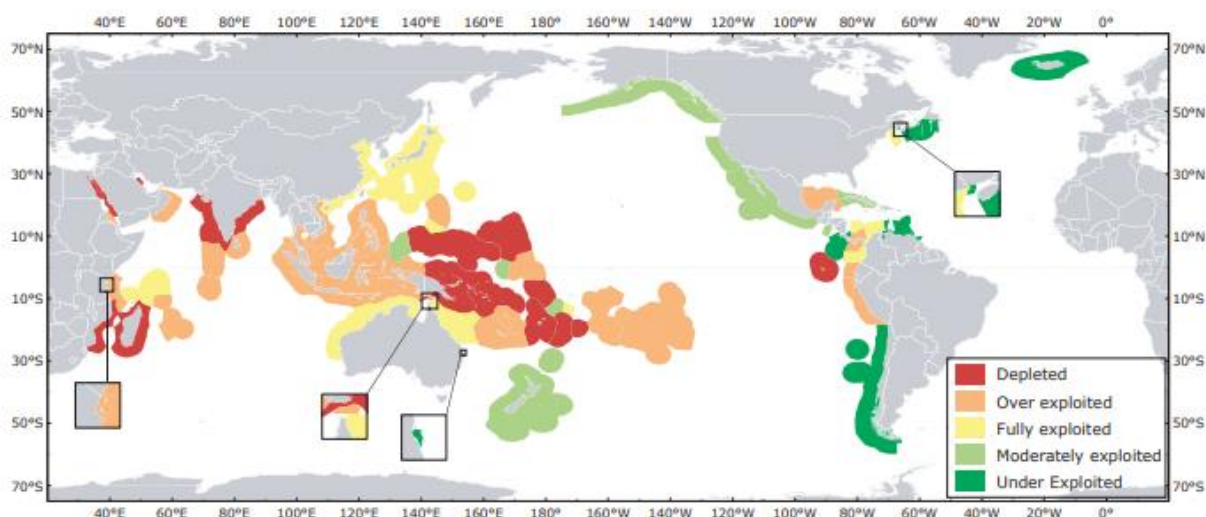 40°E 60°E 80°E 100°E 120°E 140°E 160°E 180°E 160°W 140°W 120°W 100°W 80°W 60°W 40°W 20°W 0°
70°N 70°N
50°N 50°N
30°N 30°N
10°N 10°N
10°S 10°S
30°S 30°S
Depleted
Over exploited
50°S Fully exploited 50°S
Moderately exploited
70°S Under Exploited 70°S
40°E 60°E 80°E 100°E 120°E 140°E 160°E 180°E 160°W 140°W 120°W 100°W 80°W 60°W 40°W 20°W 0°